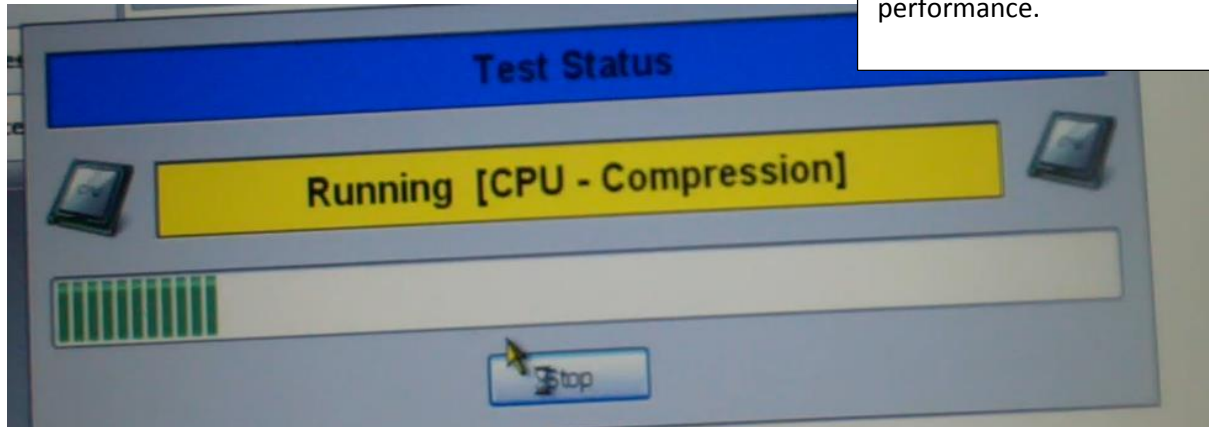 performance.
Test Status
Running [CPU - Compression]
Stop